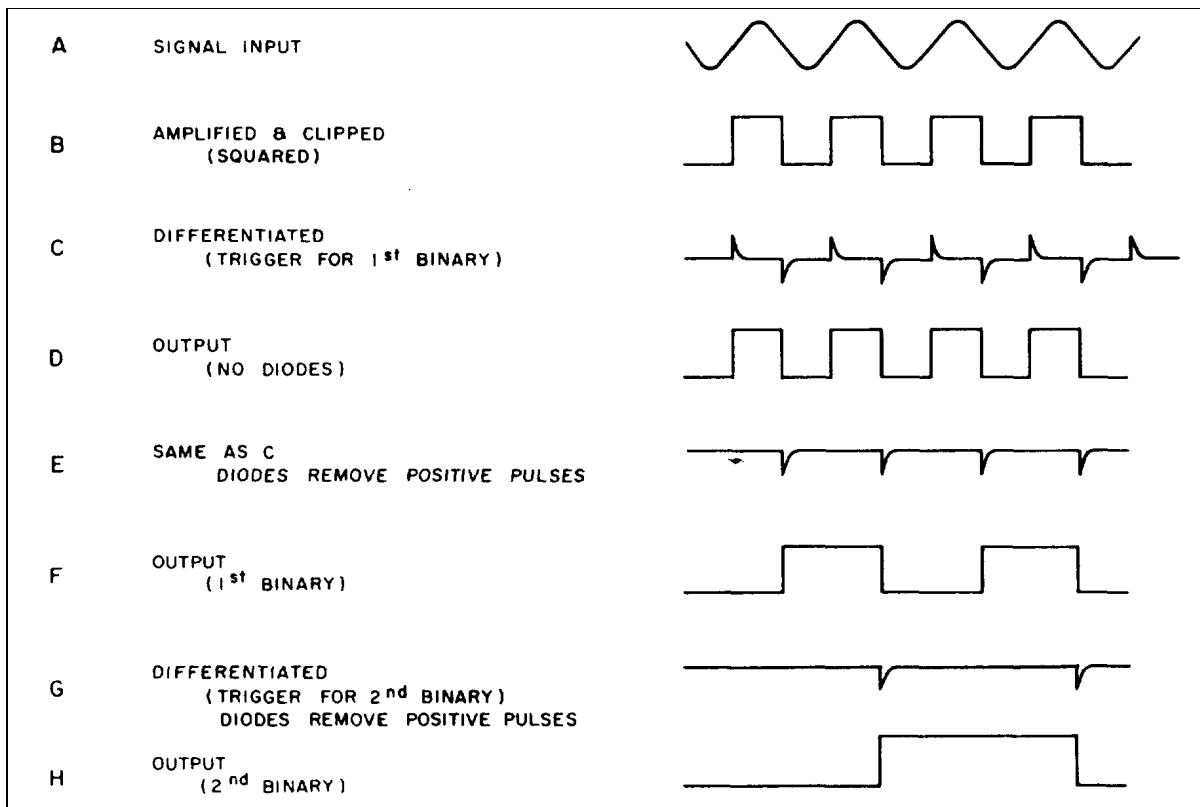 A SIGNAL INPUT
B AMPLIFIED & CLIPPED
(SQUARED)
C DIFFERENTIATED
(TRIGGER FOR 1st BINARY)
D OUTPUT
(NO DIODES)
E SAME AS C
DIODES REMOVE POSITIVE PULSES
F OUTPUT
(1st BINARY)
G DIFFERENTIATED
(TRIGGER FOR 2nd BINARY)
DIODES REMOVE POSITIVE PULSES
H OUTPUT
(2nd BINARY)